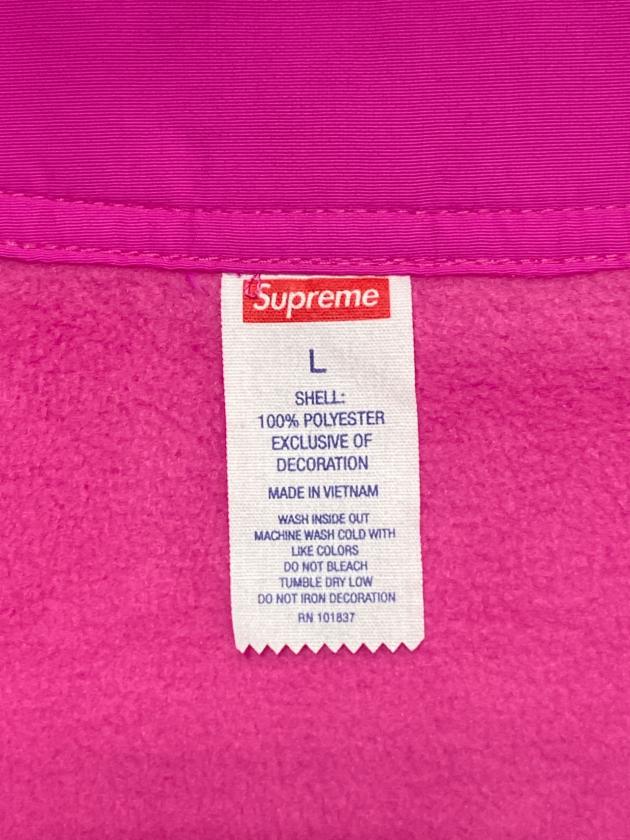 Supreme
L
SHELL:
100% POLYESTER
EXCLUSIVE OF
DECORATION
MADE IN VIETNAM
WASH INSIDE OUT
MACHINE WASH COLD WITH
LIKE COLORS
DO NOT BLEACH
TUMBLE DRY LOW
DO NOT IRON DECORATION
RN 101837